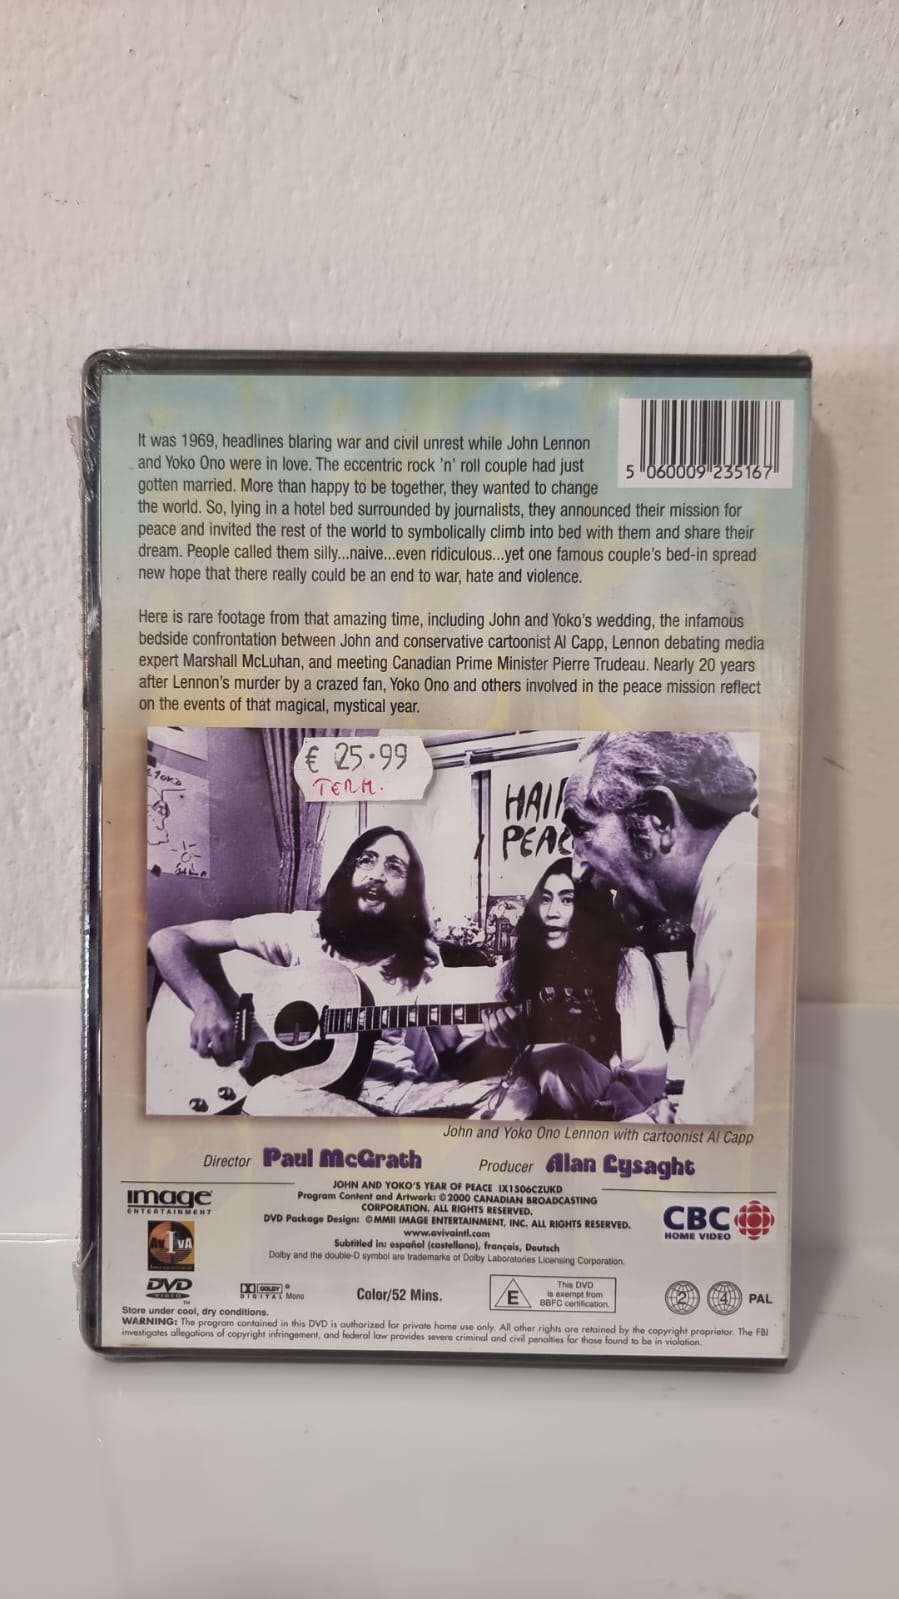 It was 1969, headlines blaring war and civil unrest while John Lennon
and Yoko Ono were in love. The eccentric rock 'n' roll couple had just
gotten married. More than happy to be together, they wanted to change
the world. So, lying in a hotel bed surrounded by journalists, they announced their mission for
peace and invited the rest of the world to symbolically climb into bed with them and share their
dream. People called them silly...naive...even ridiculous...yet one famous couple's bed-in spread
new hope that there really could be an end to war, hate and violence.
5 060009 235167
Here is rare footage from that amazing time, including John and Yoko's wedding, the infamous
bedside confrontation between John and conservative cartoonist Al Capp, Lennon debating media
expert Marshall McLuhan, and meeting Canadian Prime Minister Pierre Trudeau. Nearly 20 years
after Lennon's murder by a crazed fan, Yoko Ono and others involved in the peace mission reflect
on the events of that magical, mystical year.
€ 25.99
TERM.
HAI
PEAC
John and Yoko Ono Lennon with cartoonist Al Capp
Director Paul McGrath Producer Alan Lysaght
JOHN AND YOKO'S YEAR OF PEACE IX1506CZUKD
Program Content and Artwork: ©2000 CANADIAN BROADCASTING
CORPORATION. ALL RIGHTS RESERVED.
DVD Package Design: ©MMII IMAGE ENTERTAINMENT, INC. ALL RIGHTS RESERVED.
www.avivaintl.com
Subtitled in: español (castellano), français, Deutsch
Dolby and the double-D symbol are trademarks of Dolby Laboratories Licensing Corporation.
image
ENTERTAINMENT
AvIvA
International
CBC
HOME VIDEO
DVD
VIDEO
TM
DOLBY
DIGITAL Mono
Color/52 Mins.
E
This DVD
is exempt from
BBFC certification.
2 4 PAL
Store under cool, dry conditions.
WARNING: The program contained in this DVD is authorized for private home use only. All other rights are retained by the copyright proprietor. The FBI
investigates allegations of copyright infringement, and federal law provides severe criminal and civil penalties for those found to be in violation.